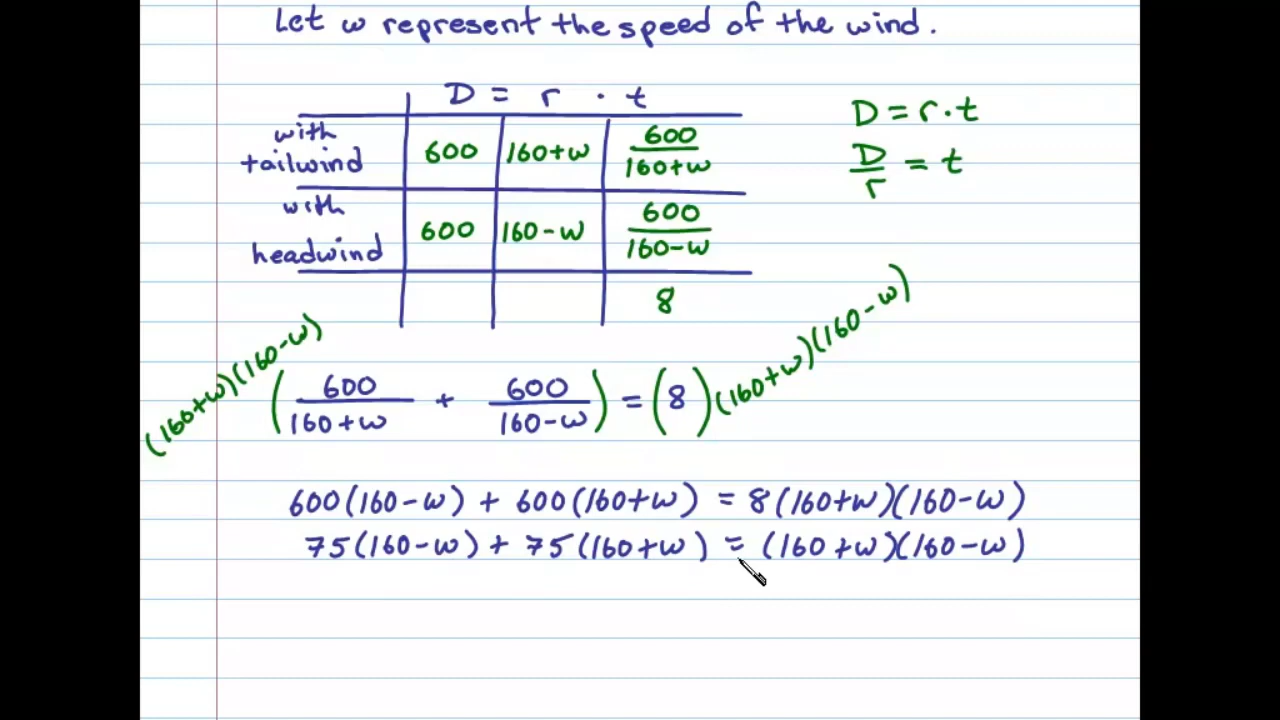 Let w represent the speed of the wind.
D = r · t
with tailwind 600 160+w 600/(160+w)
with headwind 600 160-w 600/(160-w)
8
D = r · t
D/r = t
(160+w)(160-w) (600/(160+w) + 600/(160-w)) = (8) (160+w)(160-w)
600(160-w) + 600(160+w) = 8(160+w)(160-w)
75(160-w) + 75(160+w) = (160+w)(160-w)